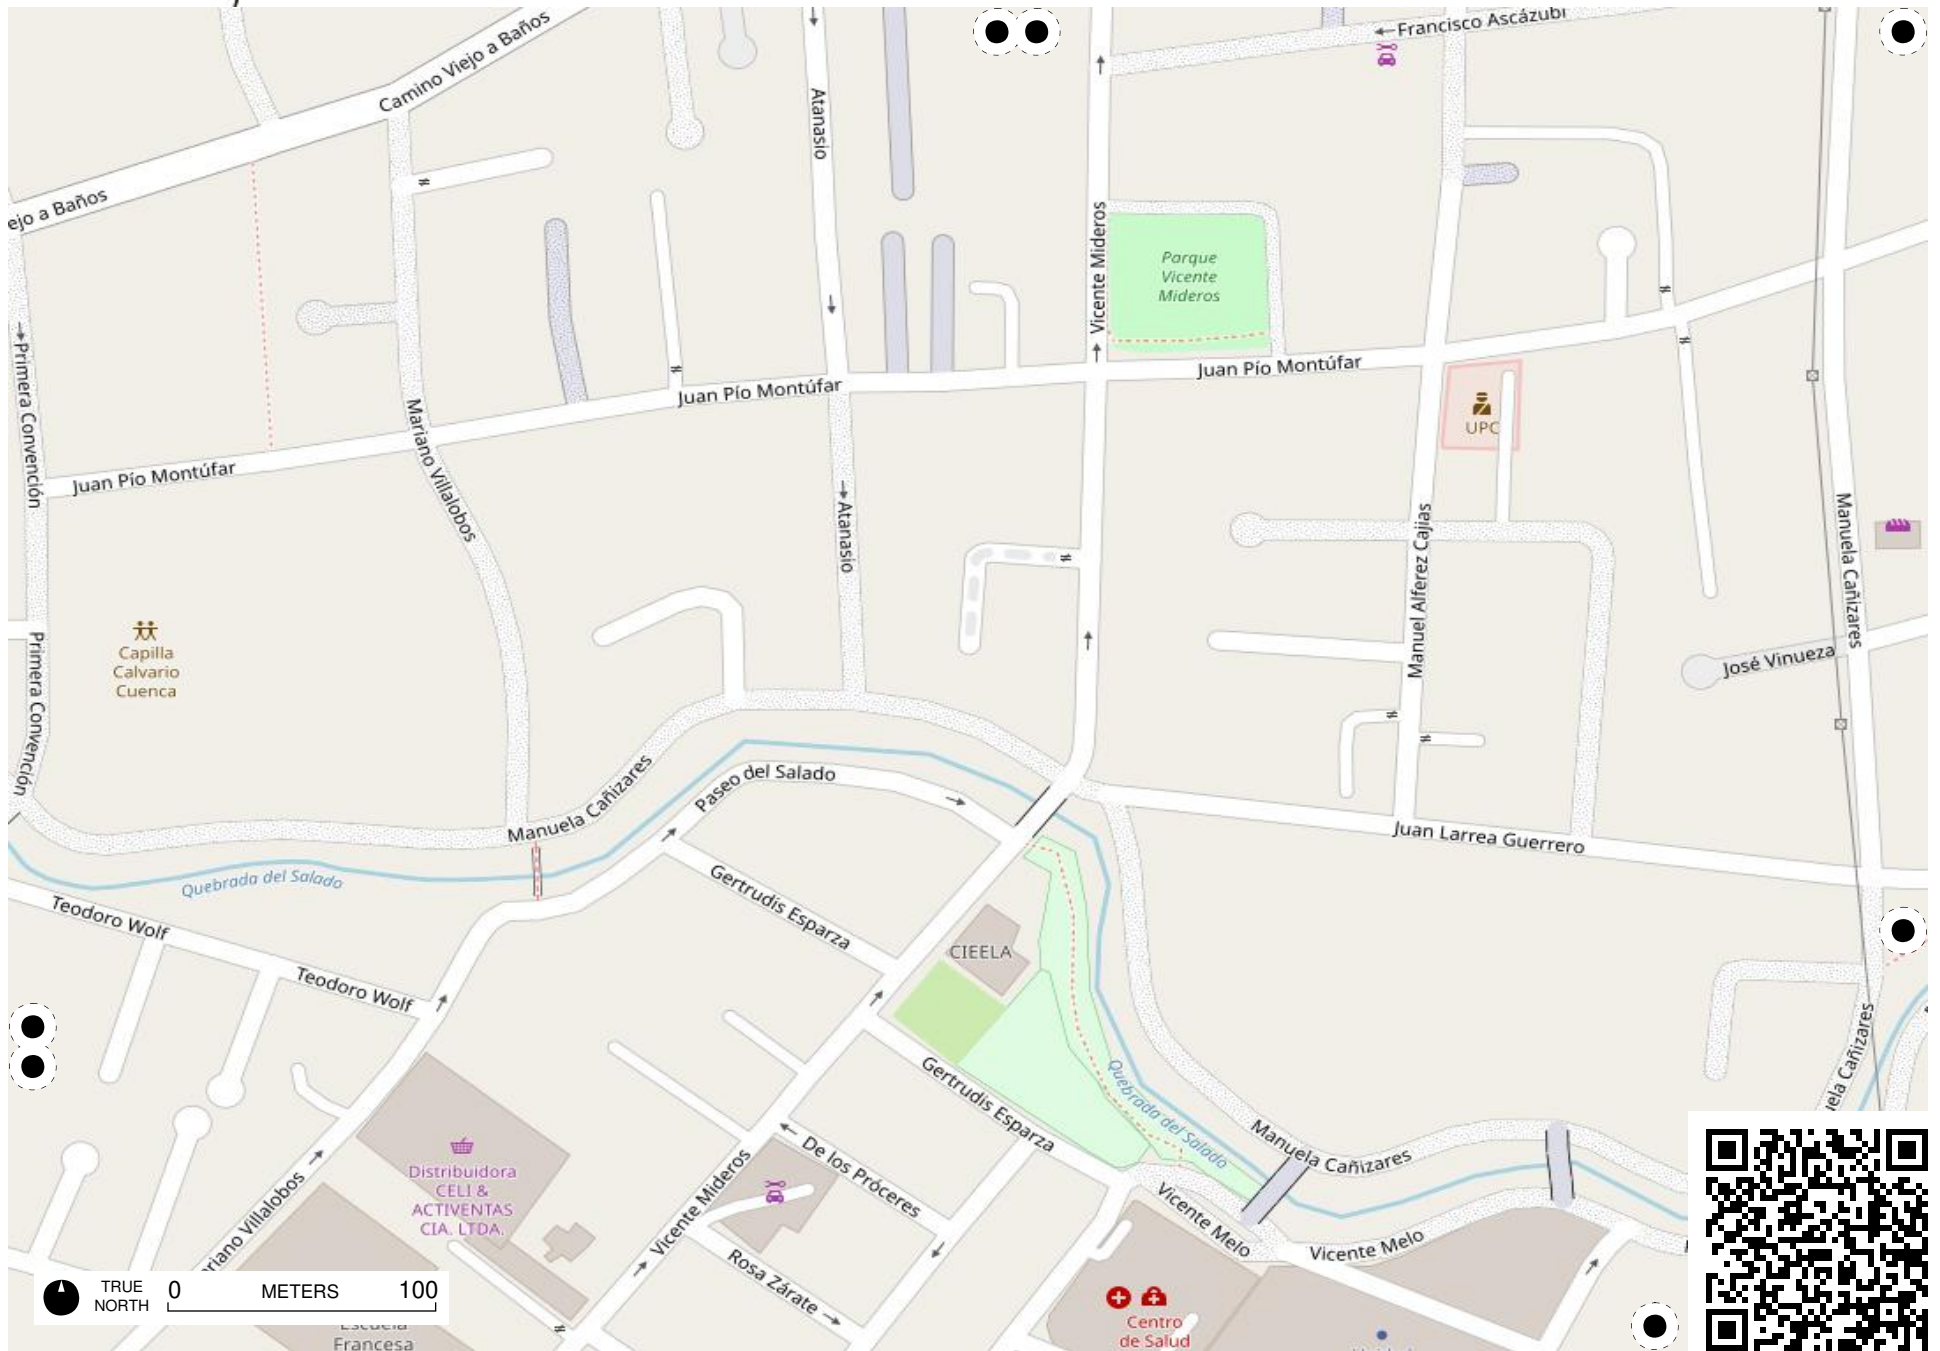 Camino Viejo a Baños
Francisco Ascázubi
ejo a Baños
Atanasio
Vicente Mideros
Parque
Vicente
Mideros
Primera Convención
Mariano Villalobos
Juan Pío Montúfar
Juan Pío Montúfar
Juan Pío Montúfar
UPC
Atanasio
Manuel Alferez Cajias
Manuela Cañizares
José Vinueza
Capilla
Calvario
Cuenca
Primera Convención
Manuela Cañizares
Paseo del Salado
Juan Larrea Guerrero
Quebrada del Salado
Gertrudis Esparza
Teodoro Wolf
Teodoro Wolf
CIEELA
Gertrudis Esparza
Quebrada del Salado
uela Cañizares
Manuela Cañizares
De los Próceres
Distribuidora
CELI &
ACTIVENTAS
CIA. LTDA.
ariano Villalobos
Vicente Mideros
Vicente Melo
Vicente Melo
Rosa Zárate
TRUE
NORTH
0 METERS 100
Escuela
Francesa
Centro
de Salud